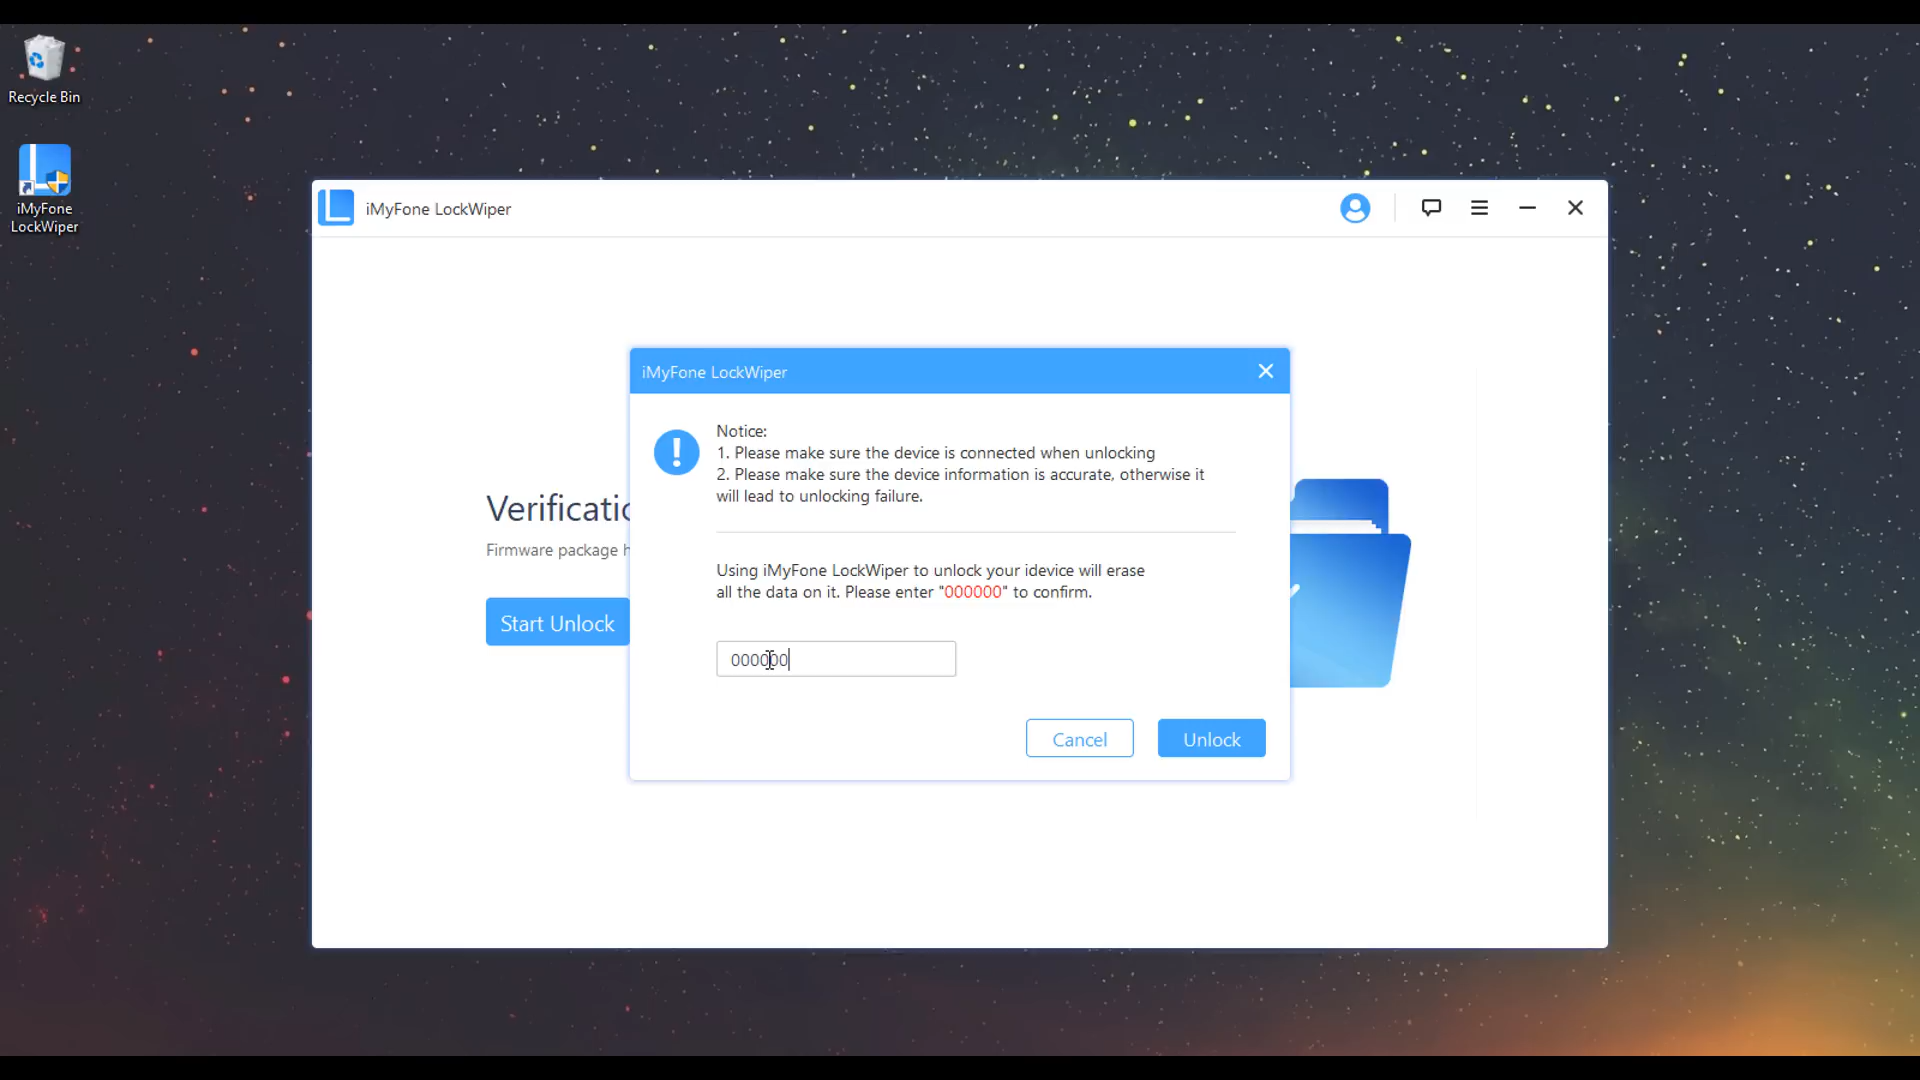 Recycle Bin
iMyFone
LockWiper
iMyFone LockWiper
iMyFone LockWiper
Notice:
1. Please make sure the device is connected when unlocking
2. Please make sure the device information is accurate, otherwise it
will lead to unlocking failure.
Verificatio
Firmware package h
Using iMyFone LockWiper to unlock your idevice will erase
all the data on it. Please enter "000000" to confirm.
Start Unlock
000000
Cancel
Unlock